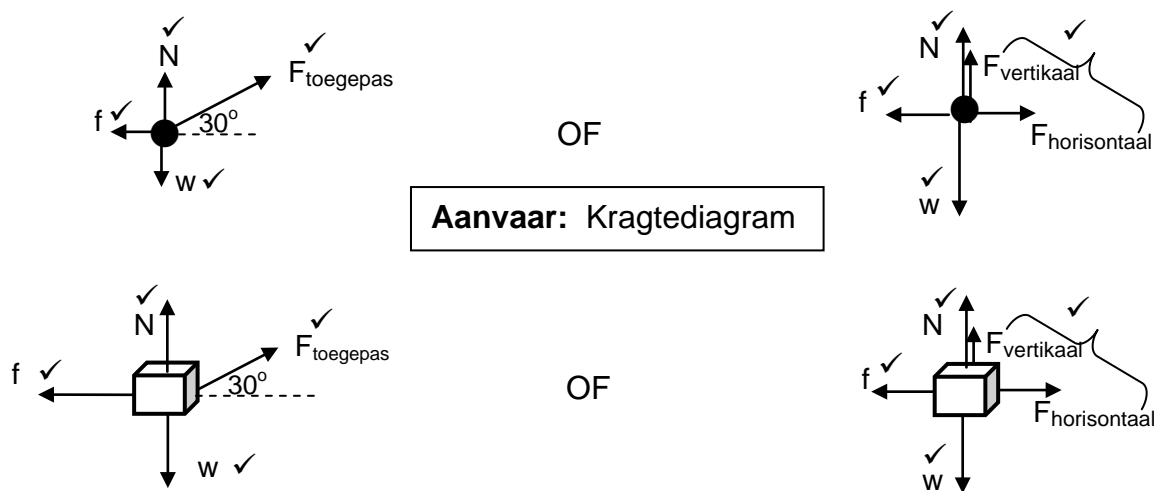 ✓
N
✓
F toegepas
f ✓
30°
w ✓
OF
✓
N
✓
F vertikaal
f ✓
F horisontaal
✓
w
Aanvaar: Kragtediagram
✓
N
✓
F toegepas
f ✓
30°
w ✓
OF
✓
N
✓
F vertikaal
f ✓
F horisontaal
✓
w